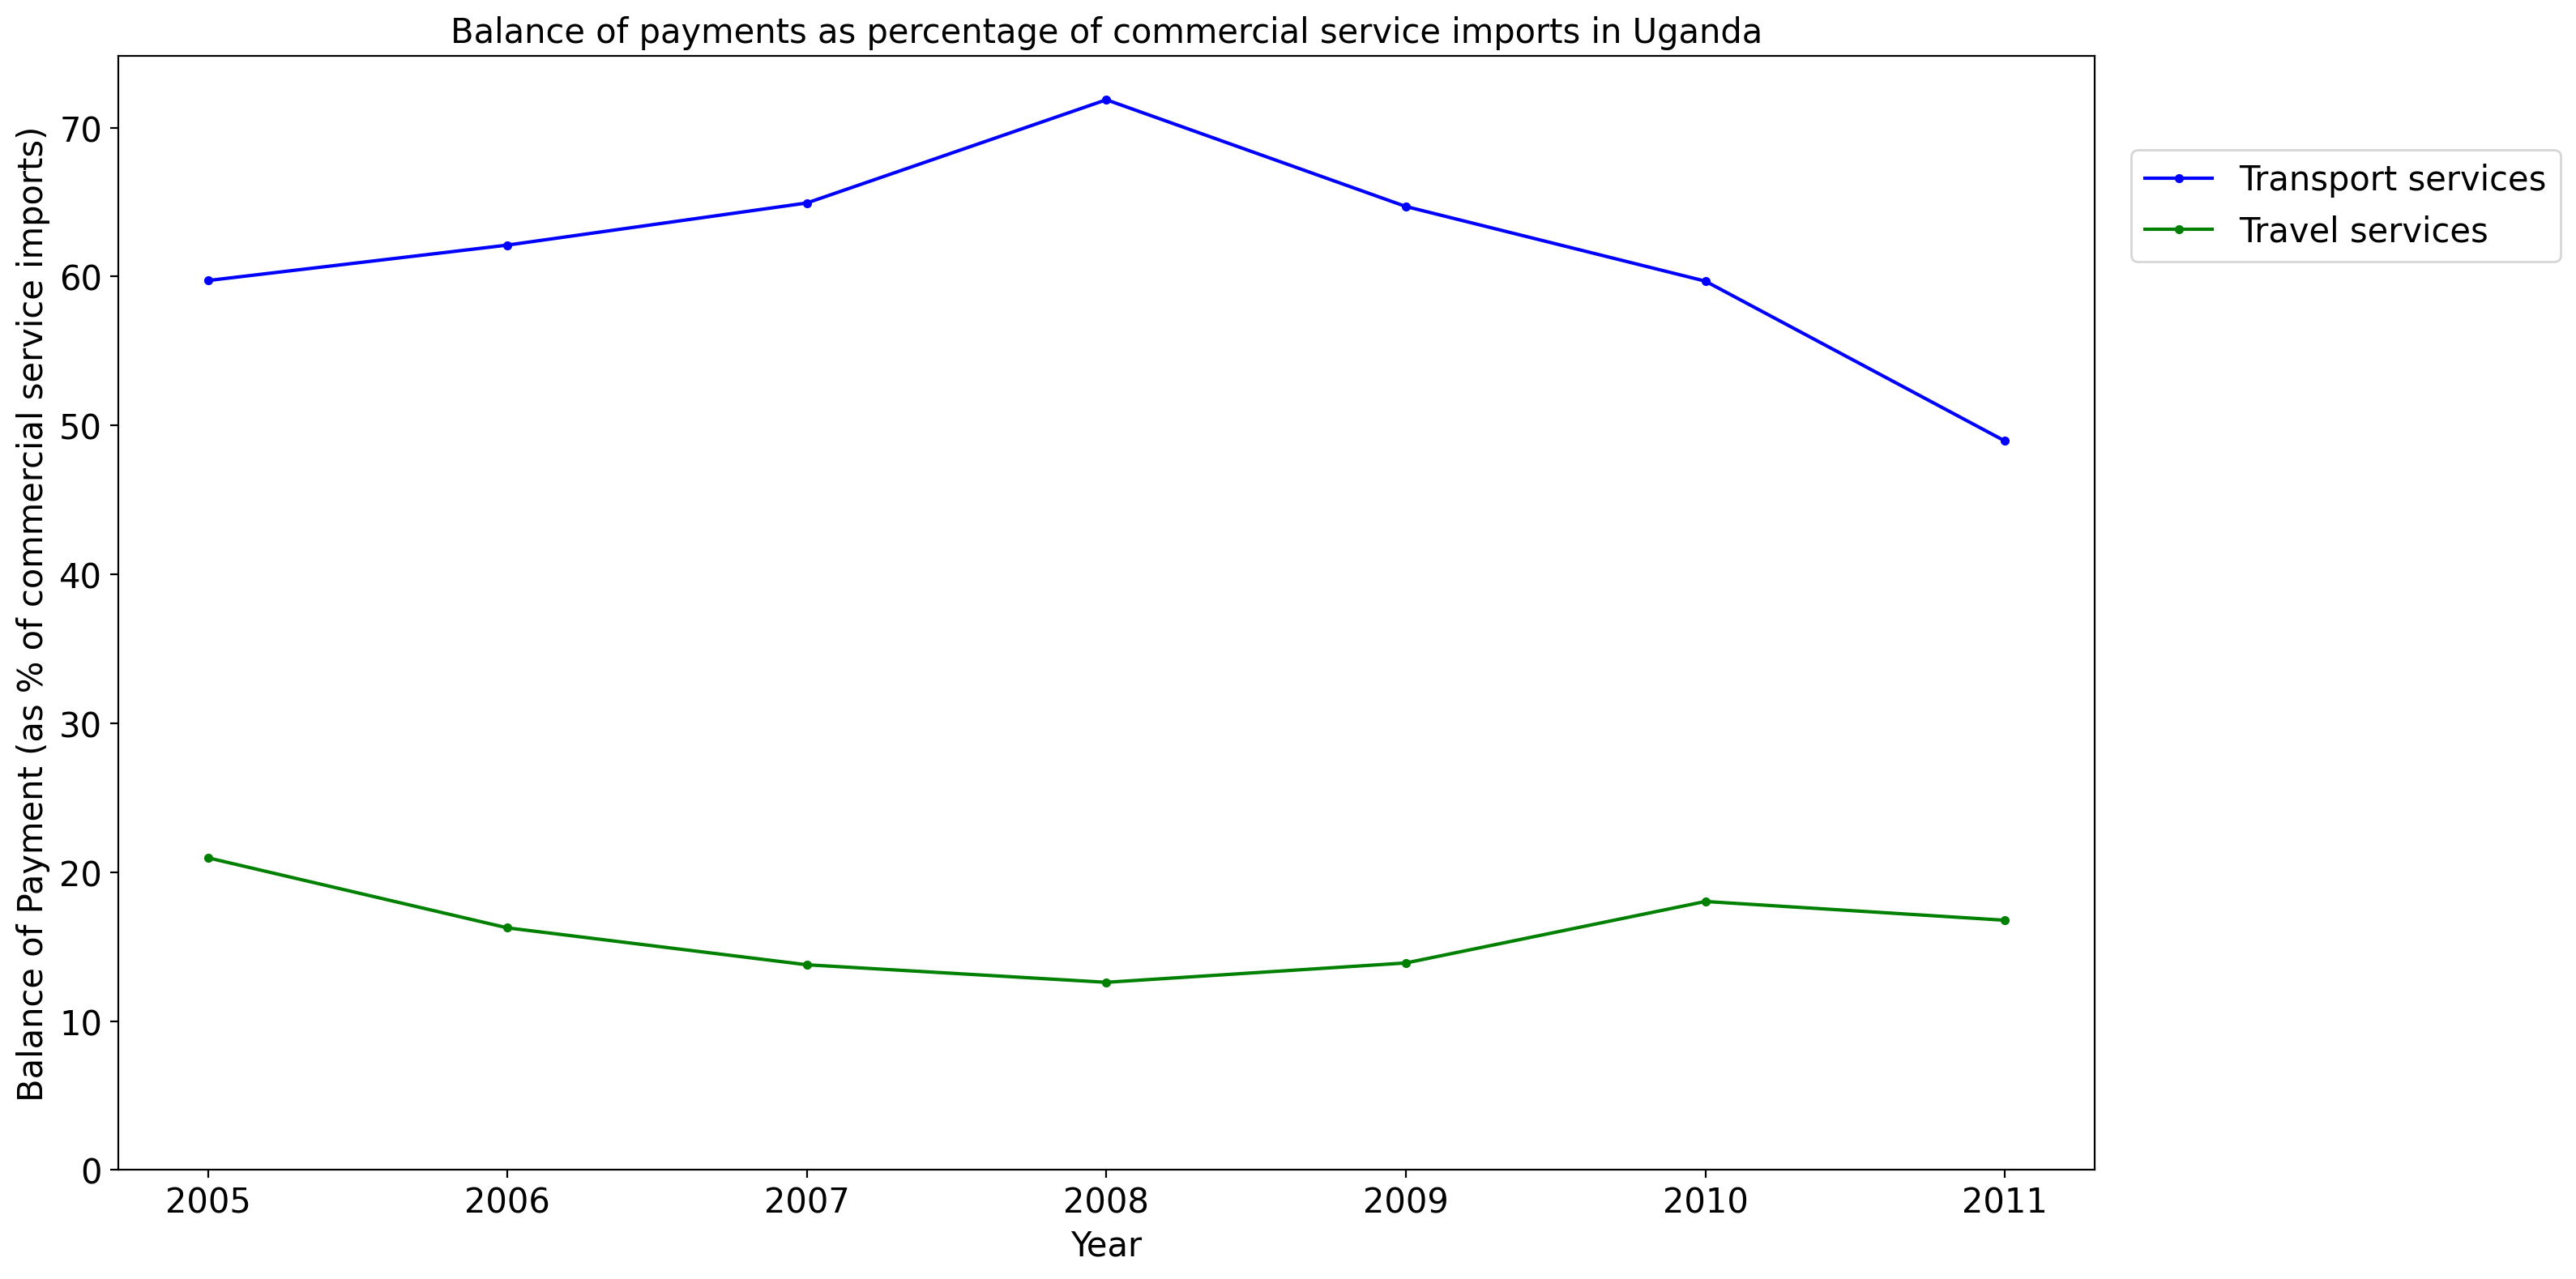 Balance of payments as percentage of commercial service imports in Uganda
Balance of Payment (as % of commercial service imports)
70
60
50
40
30
20
10
0
2005 2006 2007 2008 2009 2010 2011
Year
Transport services
Travel services